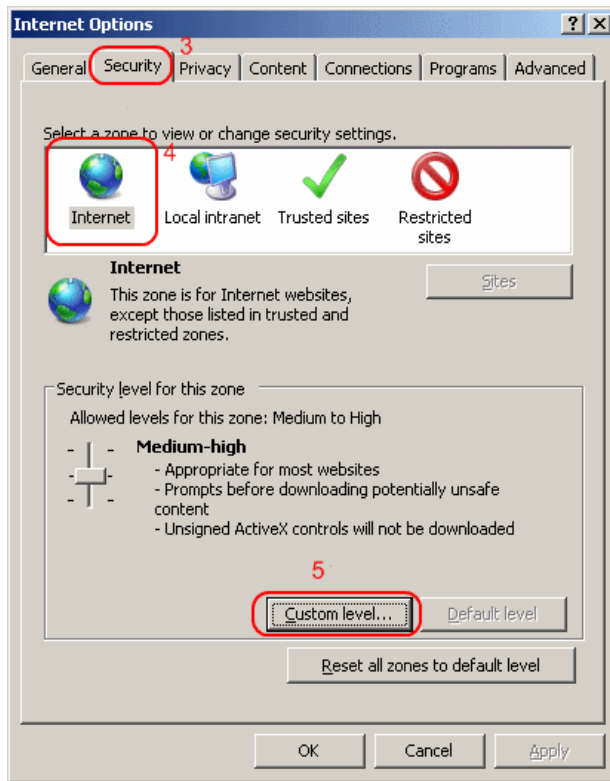 Internet Options
3
General Security Privacy Content Connections Programs Advanced
Select a zone to view or change security settings.
4
Internet Local intranet Trusted sites Restricted
sites
Internet
This zone is for Internet websites,
except those listed in trusted and
restricted zones.
Sites
Security level for this zone
Allowed levels for this zone: Medium to High
Medium-high
- Appropriate for most websites
- Prompts before downloading potentially unsafe
content
- Unsigned ActiveX controls will not be downloaded
5
Custom level... Default level
Reset all zones to default level
OK Cancel Apply